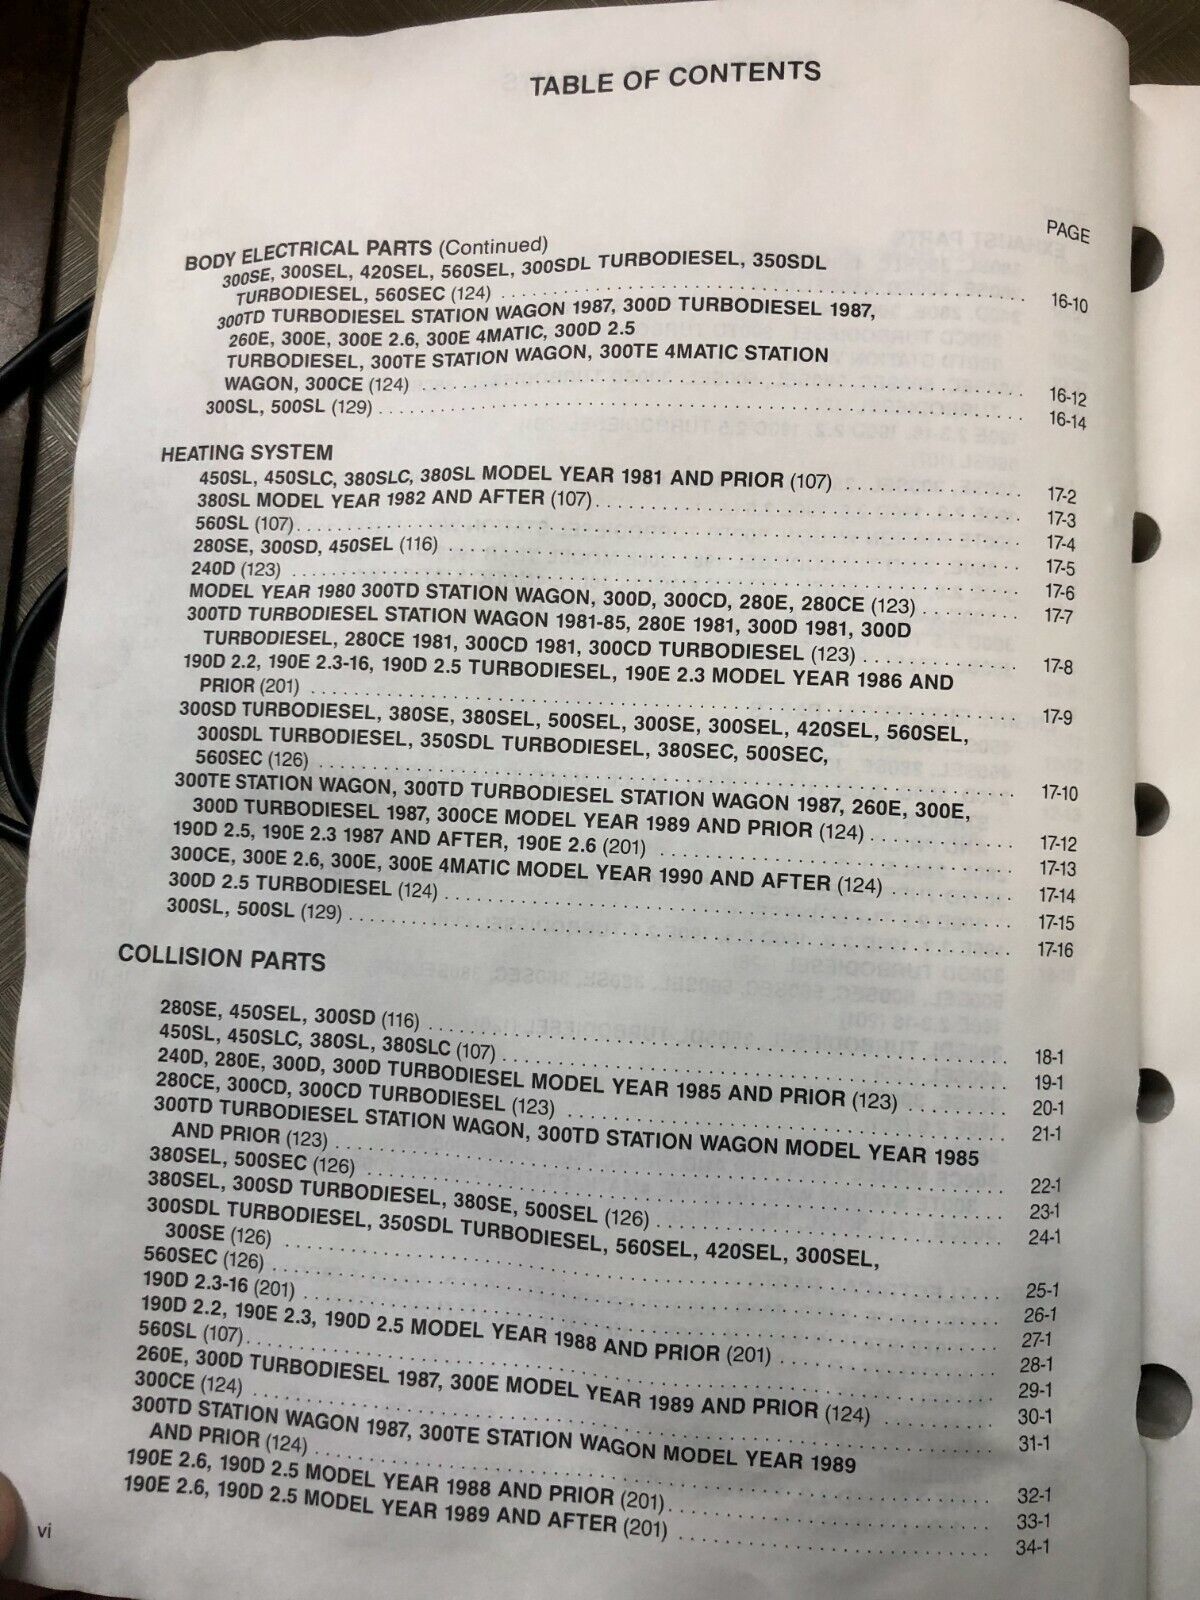 TABLE OF CONTENTS
PAGE
BODY ELECTRICAL PARTS (Continued)
300SE, 300SEL, 420SEL, 560SEL, 300SDL TURBODIESEL, 350SDL
TURBODIESEL, 560SEC (124) 16-10
300TD TURBODIESEL STATION WAGON 1987, 300D TURBODIESEL 1987,
260E, 300E, 300E 2.6, 300E 4MATIC, 300D 2.5
TURBODIESEL, 300TE STATION WAGON, 300TE 4MATIC STATION
WAGON, 300CE (124) 16-12
300SL, 500SL (129) 16-14
HEATING SYSTEM
450SL, 450SLC, 380SLC, 380SL MODEL YEAR 1981 AND PRIOR (107) 17-2
380SL MODEL YEAR 1982 AND AFTER (107) 17-3
560SL (107) 17-4
280SE, 300SD, 450SEL (116) 17-5
240D (123) 17-6
MODEL YEAR 1980 300TD STATION WAGON, 300D, 300CD, 280E, 280CE (123) 17-7
300TD TURBODIESEL STATION WAGON 1981-85, 280E 1981, 300D 1981, 300D
TURBODIESEL, 280CE 1981, 300CD 1981, 300CD TURBODIESEL (123) 17-8
190D 2.2, 190E 2.3-16, 190D 2.5 TURBODIESEL, 190E 2.3 MODEL YEAR 1986 AND
PRIOR (201) 17-9
300SD TURBODIESEL, 380SE, 380SEL, 500SEL, 300SE, 300SEL, 420SEL, 560SEL,
300SDL TURBODIESEL, 350SDL TURBODIESEL, 380SEC, 500SEC,
560SEC (126) 17-10
300TE STATION WAGON, 300TD TURBODIESEL STATION WAGON 1987, 260E, 300E,
300D TURBODIESEL 1987, 300CE MODEL YEAR 1989 AND PRIOR (124) 17-12
190D 2.5, 190E 2.3 1987 AND AFTER, 190E 2.6 (201) 17-13
300CE, 300E 2.6, 300E, 300E 4MATIC MODEL YEAR 1990 AND AFTER (124) 17-14
300D 2.5 TURBODIESEL (124) 17-15
300SL, 500SL (129) 17-16
COLLISION PARTS
280SE, 450SEL, 300SD (116) 18-1
450SL, 450SLC, 380SL, 380SLC (107) 19-1
240D, 280E, 300D, 300D TURBODIESEL MODEL YEAR 1985 AND PRIOR (123) 20-1
280CE, 300CD, 300CD TURBODIESEL (123) 21-1
300TD TURBODIESEL STATION WAGON, 300TD STATION WAGON MODEL YEAR 1985
AND PRIOR (123) 22-1
380SEL, 500SEC (126) 23-1
380SEL, 300SD TURBODIESEL, 380SE, 500SEL (126) 24-1
300SDL TURBODIESEL, 350SDL TURBODIESEL, 560SEL, 420SEL, 300SEL,
300SE (126) 25-1
560SEC (126) 26-1
190D 2.3-16 (201) 27-1
190D 2.2, 190E 2.3, 190D 2.5 MODEL YEAR 1988 AND PRIOR (201) 28-1
560SL (107) 29-1
260E, 300D TURBODIESEL 1987, 300E MODEL YEAR 1989 AND PRIOR (124) 30-1
300CE (124) 31-1
300TD STATION WAGON 1987, 300TE STATION WAGON MODEL YEAR 1989
AND PRIOR (124) 32-1
190E 2.6, 190D 2.5 MODEL YEAR 1988 AND PRIOR (201) 33-1
190E 2.6, 190D 2.5 MODEL YEAR 1989 AND AFTER (201) 34-1
vi